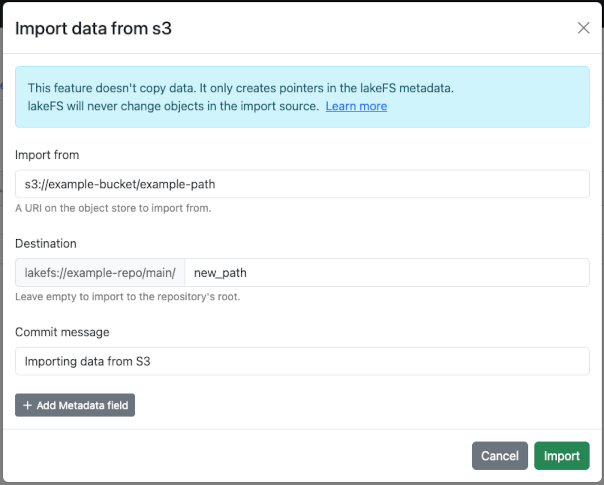 Import data from s3
This feature doesn't copy data. It only creates pointers in the lakeFS metadata.
lakeFS will never change objects in the import source. Learn more
Import from
s3://example-bucket/example-path
A URI on the object store to import from.
Destination
lakefs://example-repo/main/ new_path
Leave empty to import to the repository's root.
Commit message
Importing data from S3
+ Add Metadata field
Cancel Import